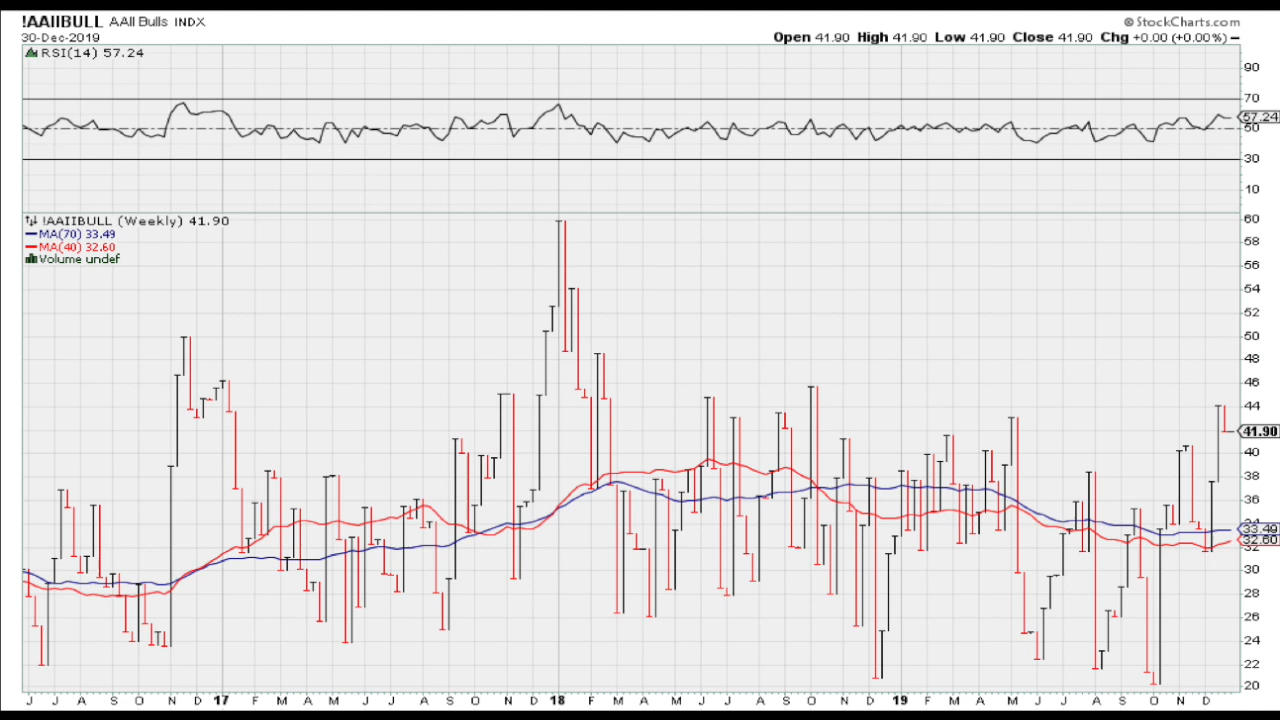 !AAIIBULL AAII Bulls INDX
© StockCharts.com
30-Dec-2019
Open 41.90 High 41.90 Low 41.90 Close 41.90 Chg +0.00 (+0.00%)
RSI(14) 57.24
90
70
57.24
50
30
10
!AAIIBULL (Weekly) 41.90
MA(70) 33.49
MA(40) 32.60
Volume undef
60
58
56
54
52
50
48
46
44
41.90
40
38
36
34
33.49
32.60
32
30
28
26
24
22
20
J J A S O N D 17 F M A M J J A S O N D 18 F M A M J J A S O N D 19 F M A M J J A S O N D